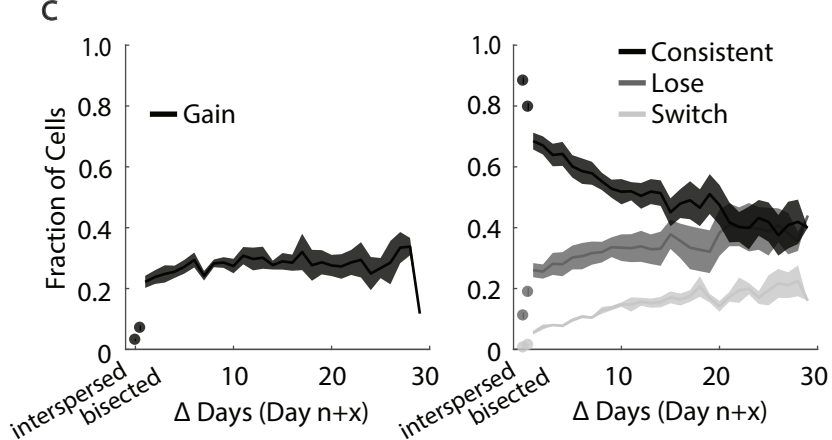 C
Fraction of Cells
1.0
0.8
0.6
0.4
0.2
0
Gain
interspersed
bisected
10
20
30
Δ Days (Day n+x)
1.0
0.8
0.6
0.4
0.2
0
Consistent
Lose
Switch
interspersed
bisected
10
20
30
Δ Days (Day n+x)